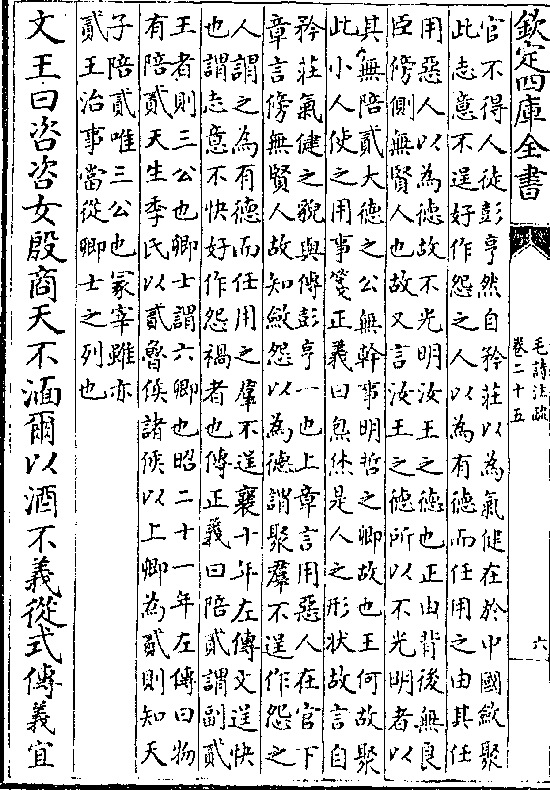 欽定四庫全書
毛詩注疏
卷二十五
六
官不得人徒彭亨然自矜莊以為氣健在於中國斂聚
此志意不逞好作怨之人以為有德而任用之由其任
用惡人以為德故不光明汝王之德也正由背後無良
臣傍側無賢人也故又言汝王之德所以不光明者以
其無陪貳大德之公無幹事明哲之卿故也王何故聚
此小人使之用事箋正義曰炰烋是人之形狀故言自
矜莊氣健之貌與傳彭亨一也上章言用惡人在官下
章言傍無賢人故知斂怨以為德謂聚羣不逞作怨之
人謂之為有德而任用之羣不逞襄十年左傳文逞快
也謂志意不快好作怨禍者也傳正義曰陪貳謂副貳
王者則三公也卿士謂六卿也昭二十一年左傳曰物
有陪貳天生季氏以貳魯侯諸侯以上卿為貳則知天
子陪貳唯三公也冢宰雖亦
貳王治事當從卿士之列也
文王曰咨咨女殷商天不湎爾以酒不義從式傳義宜